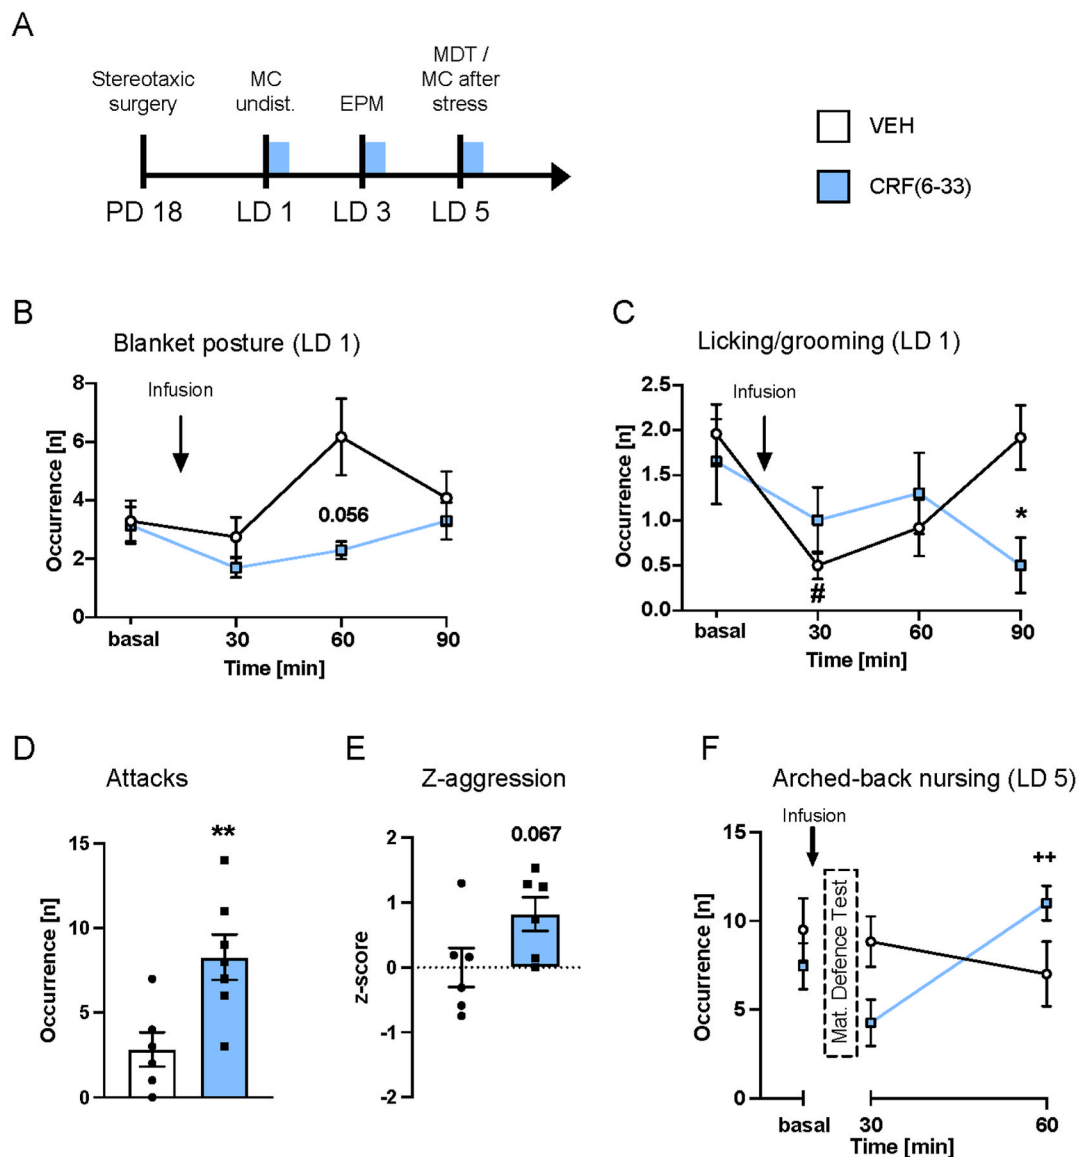 A
Stereotaxic
surgery
MC
undist.
EPM
MDT /
MC after
stress
PD 18
LD 1
LD 3
LD 5
VEH
CRF(6-33)
B
Blanket posture (LD 1)
Infusion
Occurrence [n]
8
6
4
2
0
0.056
basal
30
60
90
Time [min]
C
Licking/grooming (LD 1)
Infusion
Occurrence [n]
2.5
2.0
1.5
1.0
0.5
0.0
#
*
basal
30
60
90
Time [min]
D
Attacks
**
Occurrence [n]
15
10
5
0
E
Z-aggression
0.067
z-score
2
1
0
-1
-2
F
Arched-back nursing (LD 5)
Infusion
Mat. Defence Test
++
Occurrence [n]
15
10
5
0
basal
30
60
Time [min]